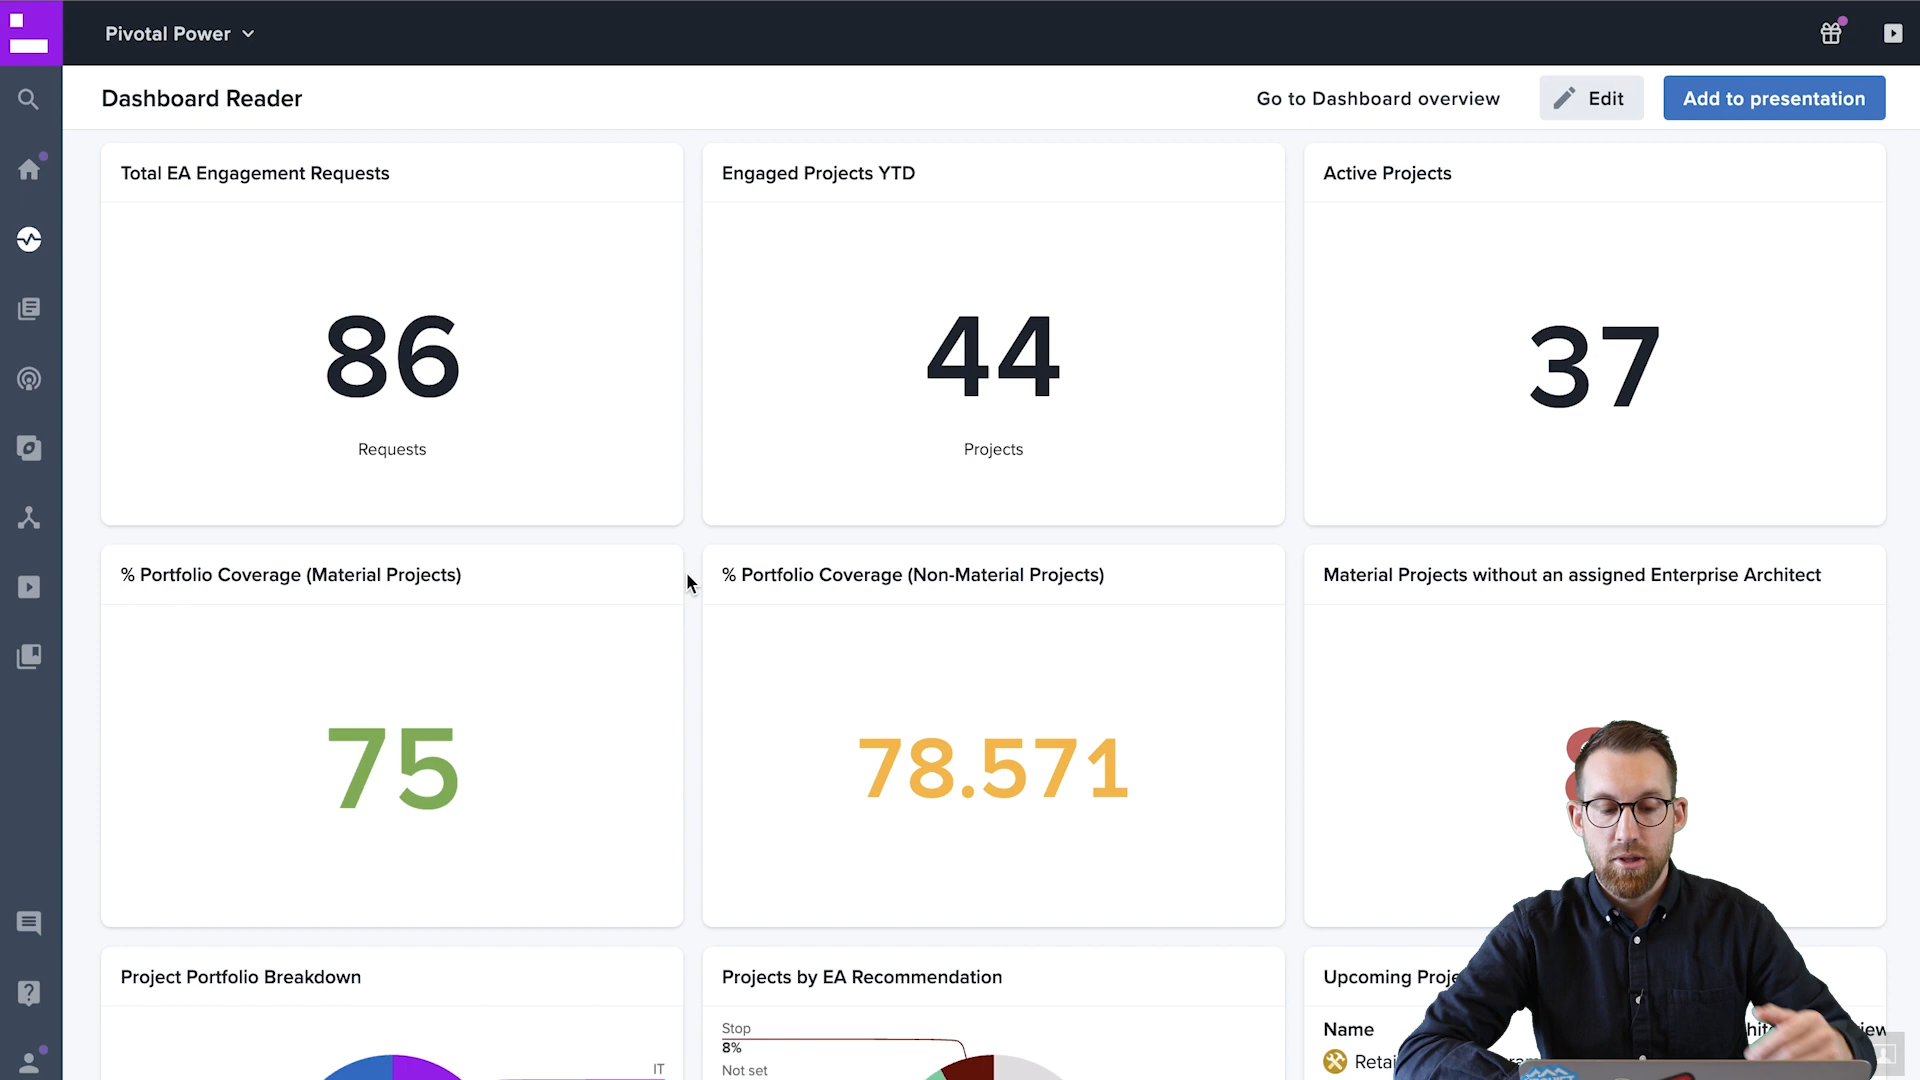 Pivotal Power
Dashboard Reader
Go to Dashboard overview
Edit
Add to presentation
Total EA Engagement Requests
86
Requests
Engaged Projects YTD
44
Projects
Active Projects
37
% Portfolio Coverage (Material Projects)
75
% Portfolio Coverage (Non-Material Projects)
78.571
Material Projects without an assigned Enterprise Architect
Project Portfolio Breakdown
IT
Projects by EA Recommendation
Stop
8%
Not set
Upcoming
Name